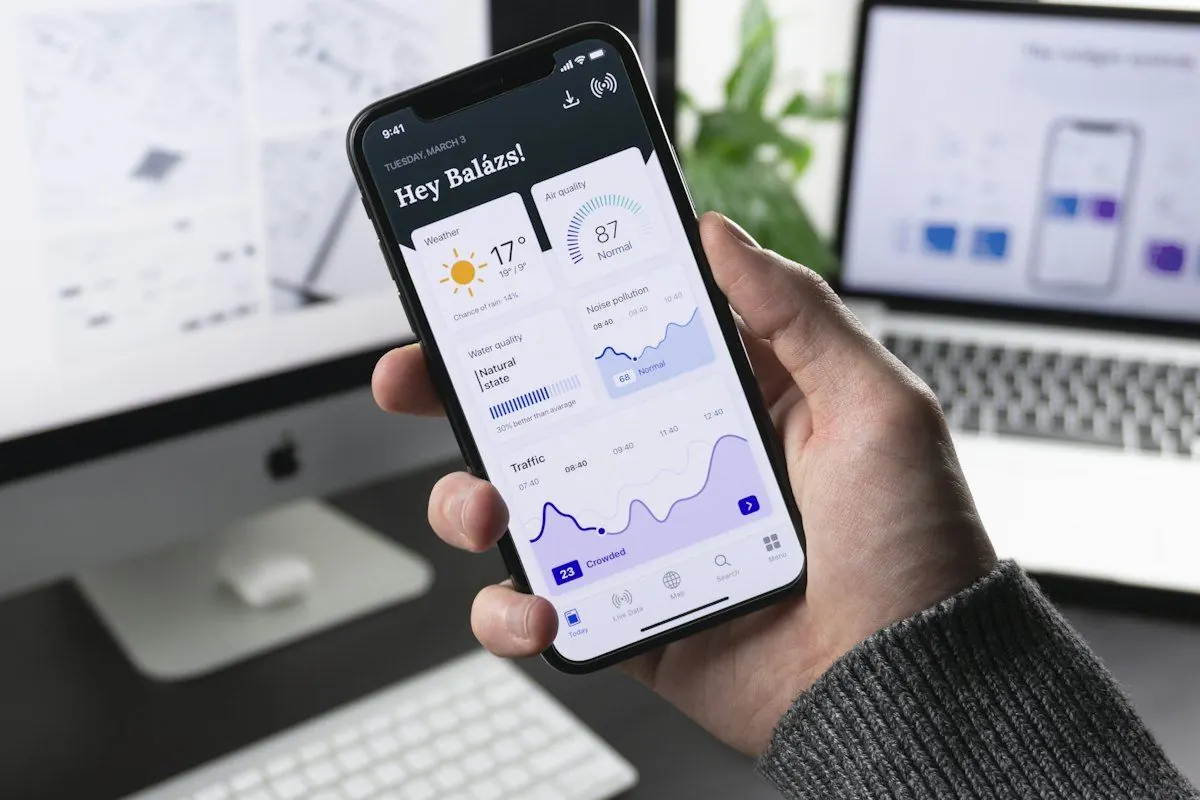 9:41
TUESDAY, MARCH 3
Hey Balázs!
Weather
17°
19° / 9°
Chance of rain: 14%
Air quality
87
Normal
Water quality
Natural
state
30% better than avarage
Noise pollution
08:40 09:40 10:40
68 Normal
Traffic
07:40 08:40 09:40 11:40 12:40
23 Crowded
Today Live Data Map Search Menu